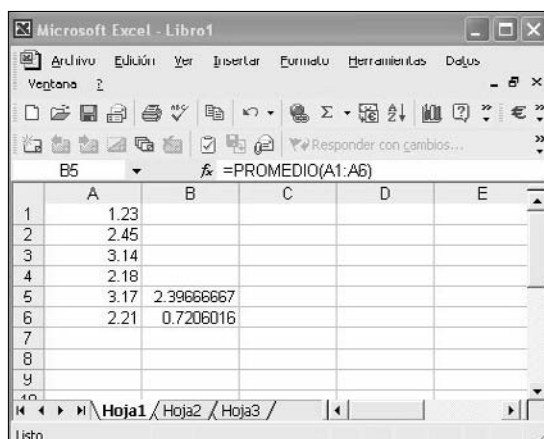 Microsoft Excel - Libro1
Archivo Edición Ver Insertar Formato Herramientas Datos
Ventana ?
Responder con cambios...
B5 fx =PROMEDIO(A1:A6)
A B C D E
1 1.23
2 2.45
3 3.14
4 2.18
5 3.17 2.39666667
6 2.21 0.7206016
7
8
9
10
Hoja1 / Hoja2 / Hoja3 /
Listo